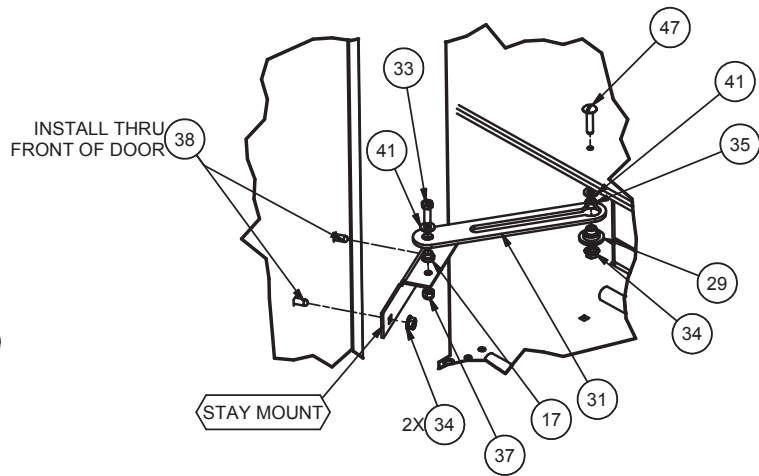 47
33
41
INSTALL THRU
FRONT OF DOOR
38
41
35
29
34
STAY MOUNT
2X 34
17
31
37